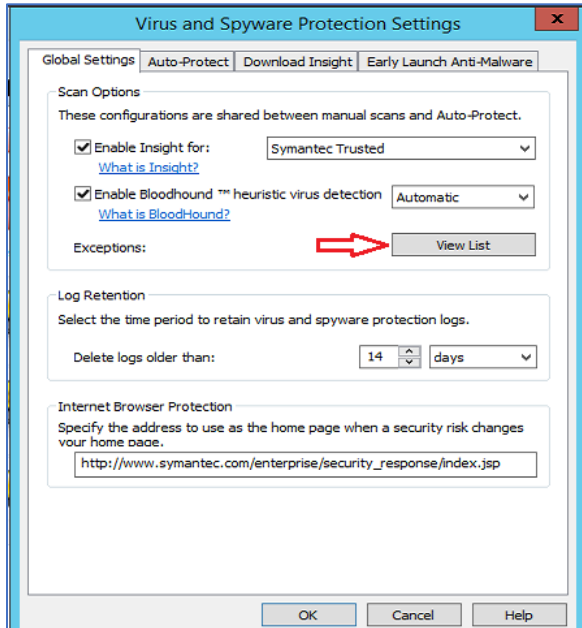 Virus and Spyware Protection Settings
x
Global Settings Auto-Protect Download Insight Early Launch Anti-Malware
Scan Options
These configurations are shared between manual scans and Auto-Protect.
Enable Insight for: Symantec Trusted
What is Insight?
Enable Bloodhound ™ heuristic virus detection Automatic
What is BloodHound?
Exceptions: View List
Log Retention
Select the time period to retain virus and spyware protection logs.
Delete logs older than: 14 days
Internet Browser Protection
Specify the address to use as the home page when a security risk changes
your home page.
http://www.symantec.com/enterprise/security_response/index.jsp
OK Cancel Help